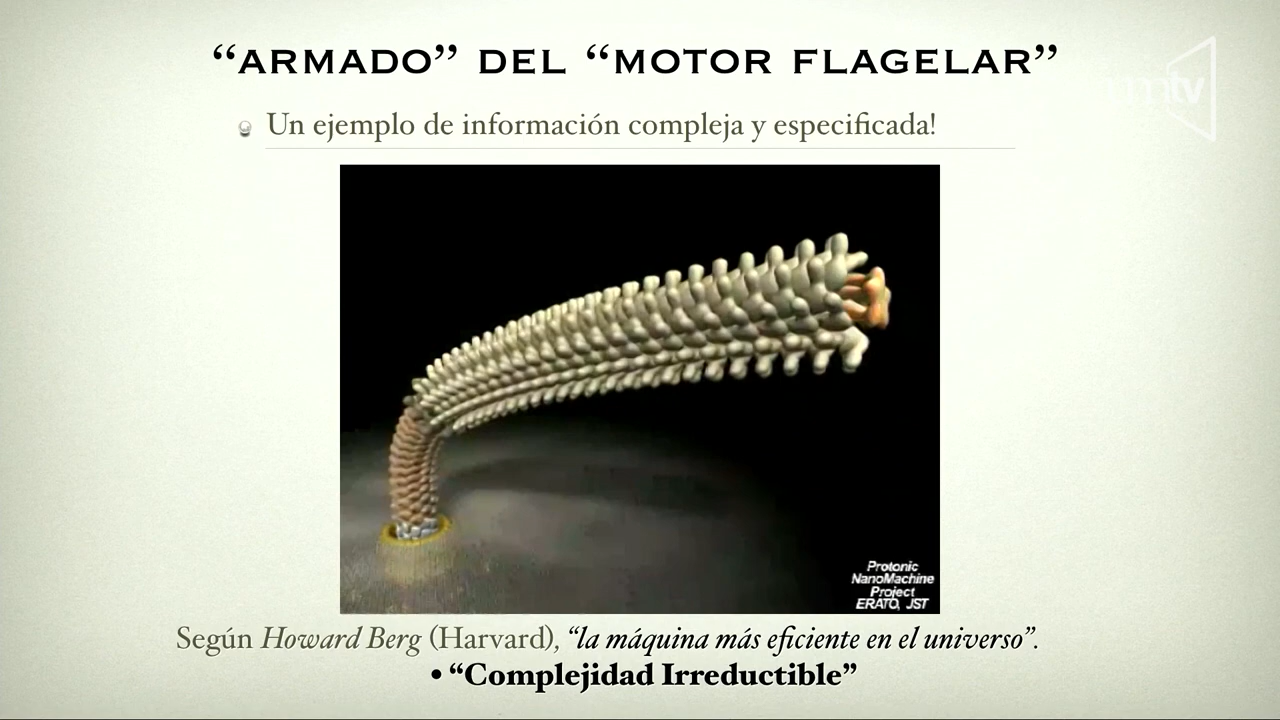 “ARMADO” DEL “MOTOR FLAGELAR”
Un ejemplo de información compleja y especificada!
Protonic
NanoMachine
Project
ERATO, JST
Según Howard Berg (Harvard), “la máquina más eficiente en el universo”.
• “Complejidad Irreductible”